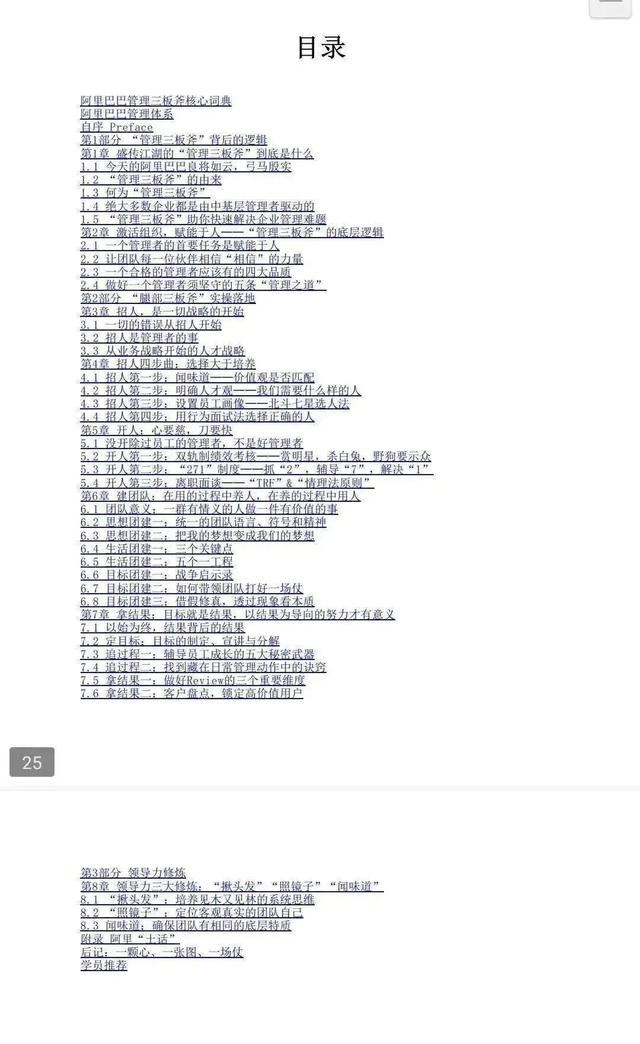 目录
阿里巴巴管理三板斧核心词典
阿里巴巴管理体系
自序 Preface
第1部分 “管理三板斧”背后的逻辑
第1章 盛传江湖的“管理三板斧”到底是什么
1.1 今天的阿里巴巴良将如云，弓马殷实
1.2 “管理三板斧”的由来
1.3 何为“管理三板斧”
1.4 绝大多数企业都是由中基层管理者驱动的
1.5 “管理三板斧”助你快速解决企业管理难题
第2章 激活组织，赋能于人——“管理三板斧”的底层逻辑
2.1 一个管理者的首要任务是赋能于人
2.2 让团队每一位伙伴相信“相信”的力量
2.3 一个合格的管理者应该有的四大品质
2.4 做好一个管理者须坚守的五条“管理之道”
第2部分 “腿部三板斧”实操落地
第3章 招人，是一切战略的开始
3.1 一切的错误从招人开始
3.2 招人是管理者的事
3.3 从业务战略开始的人才战略
第4章 招人四步曲：选择大于培养
4.1 招人第一步：闻味道——价值观是否匹配
4.2 招人第二步：明确人才观——我们需要什么样的人
4.3 招人第三步：设置员工画像——北斗七星选人法
4.4 招人第四步：用行为面试法选择正确的人
第5章 开人：心要慈，刀要快
5.1 没开除过员工的管理者，不是好管理者
5.2 开人第一步：双轨制绩效考核——赏明星，杀白兔，野狗要示众
5.3 开人第二步：“271”制度——抓“2”，辅导“7”，解决“1”
5.4 开人第三步：离职面谈——“TRF”&“情理法原则”
第6章 建团队：在用的过程中养人，在养的过程中用人
6.1 团队意义：一群有情义的人做一件有价值的事
6.2 思想团建一：统一的团队语言、符号和精神
6.3 思想团建二：把我的梦想变成我们的梦想
6.4 生活团建一：三个关键点
6.5 生活团建二：五个一工程
6.6 目标团建一：战争启示录
6.7 目标团建二：如何带领团队打好一场仗
6.8 目标团建三：借假修真，透过现象看本质
第7章 拿结果：目标就是结果，以结果为导向的努力才有意义
7.1 以始为终，结果背后的结果
7.2 定目标：目标的制定、宣讲与分解
7.3 追过程一：辅导员工成长的五大秘密武器
7.4 追过程二：找到藏在日常管理动作中的诀窍
7.5 拿结果一：做好Review的三个重要维度
7.6 拿结果二：客户盘点，锁定高价值用户
25
第3部分 领导力修炼
第8章 领导力三大修炼：“揪头发”“照镜子”“闻味道”
8.1 “揪头发”：培养见木又见林的系统思维
8.2 “照镜子”：定位客观真实的团队自己
8.3 闻味道：确保团队有相同的底层特质
附录 阿里“土话”
后记：一颗心、一张图、一场仗
学员推荐